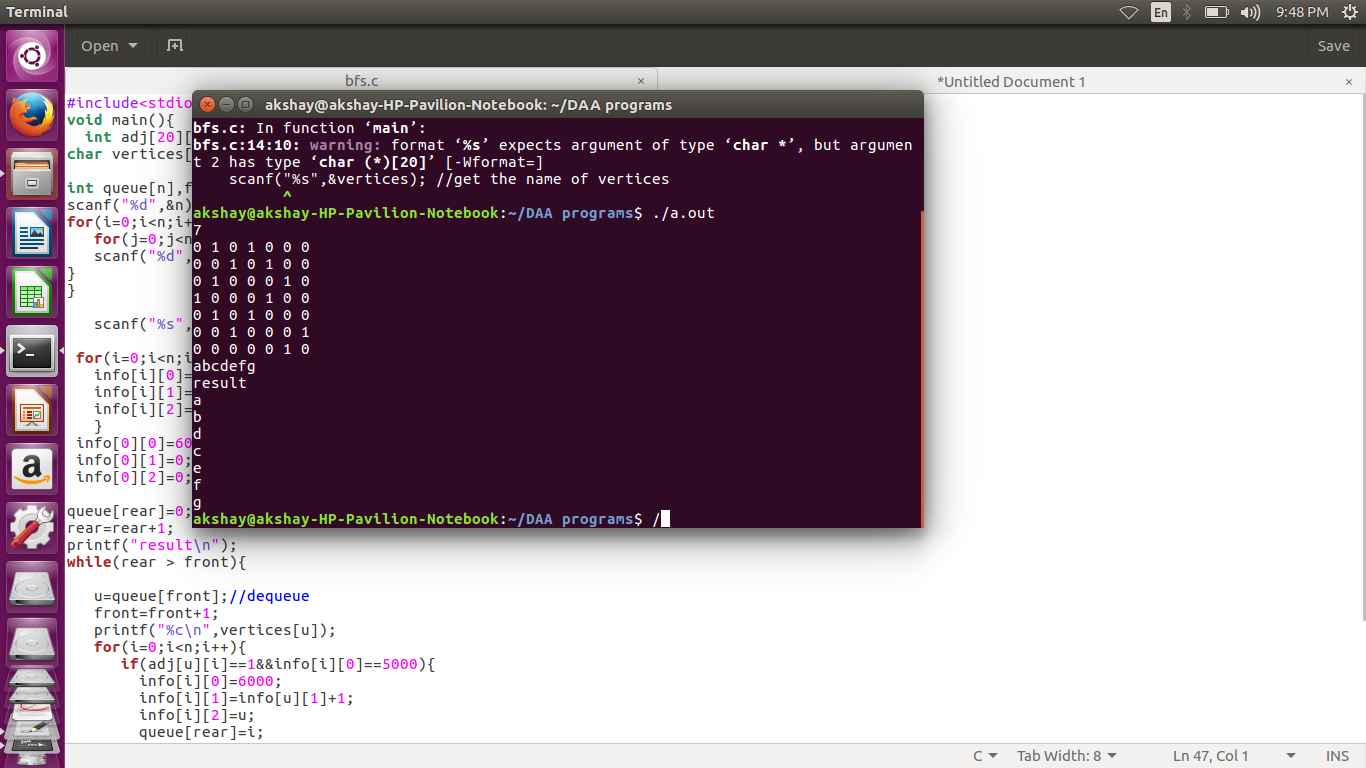 Terminal
En
9:48 PM
Open
Save
bfs.c
*Untitled Document 1
#include<stdio
void main(){
int adj[20][
char vertices[
int queue[n],f
scanf("%d",&n)
for(i=0;i<n;i+
for(j=0;j<n
scanf("%d",
}
}
scanf("%s",
for(i=0;i<n;i
info[i][0]=
info[i][1]=
info[i][2]=
}
info[0][0]=60
info[0][1]=0;
info[0][2]=0;
queue[rear]=0;
rear=rear+1;
printf("result\n");
while(rear > front){
u=queue[front];//dequeue
front=front+1;
printf("%c\n",vertices[u]);
for(i=0;i<n;i++){
if(adj[u][i]==1&&info[i][0]==5000){
info[i][0]=6000;
info[i][1]=info[u][1]+1;
info[i][2]=u;
queue[rear]=i;
akshay@akshay-HP-Pavilion-Notebook: ~/DAA programs
bfs.c: In function ‘main’:
bfs.c:14:10: warning: format ‘%s’ expects argument of type ‘char *’, but argumen
t 2 has type ‘char (*)[20]’ [-Wformat=]
scanf("%s",&vertices); //get the name of vertices
^
akshay@akshay-HP-Pavilion-Notebook:~/DAA programs$ ./a.out
7
0 1 0 1 0 0 0
0 0 1 0 1 0 0
0 1 0 0 0 1 0
1 0 0 0 1 0 0
0 1 0 1 0 0 0
0 0 1 0 0 0 1
0 0 0 0 0 1 0
abcdefg
result
a
b
d
c
e
f
g
akshay@akshay-HP-Pavilion-Notebook:~/DAA programs$ /
C
Tab Width: 8
Ln 47, Col 1
INS